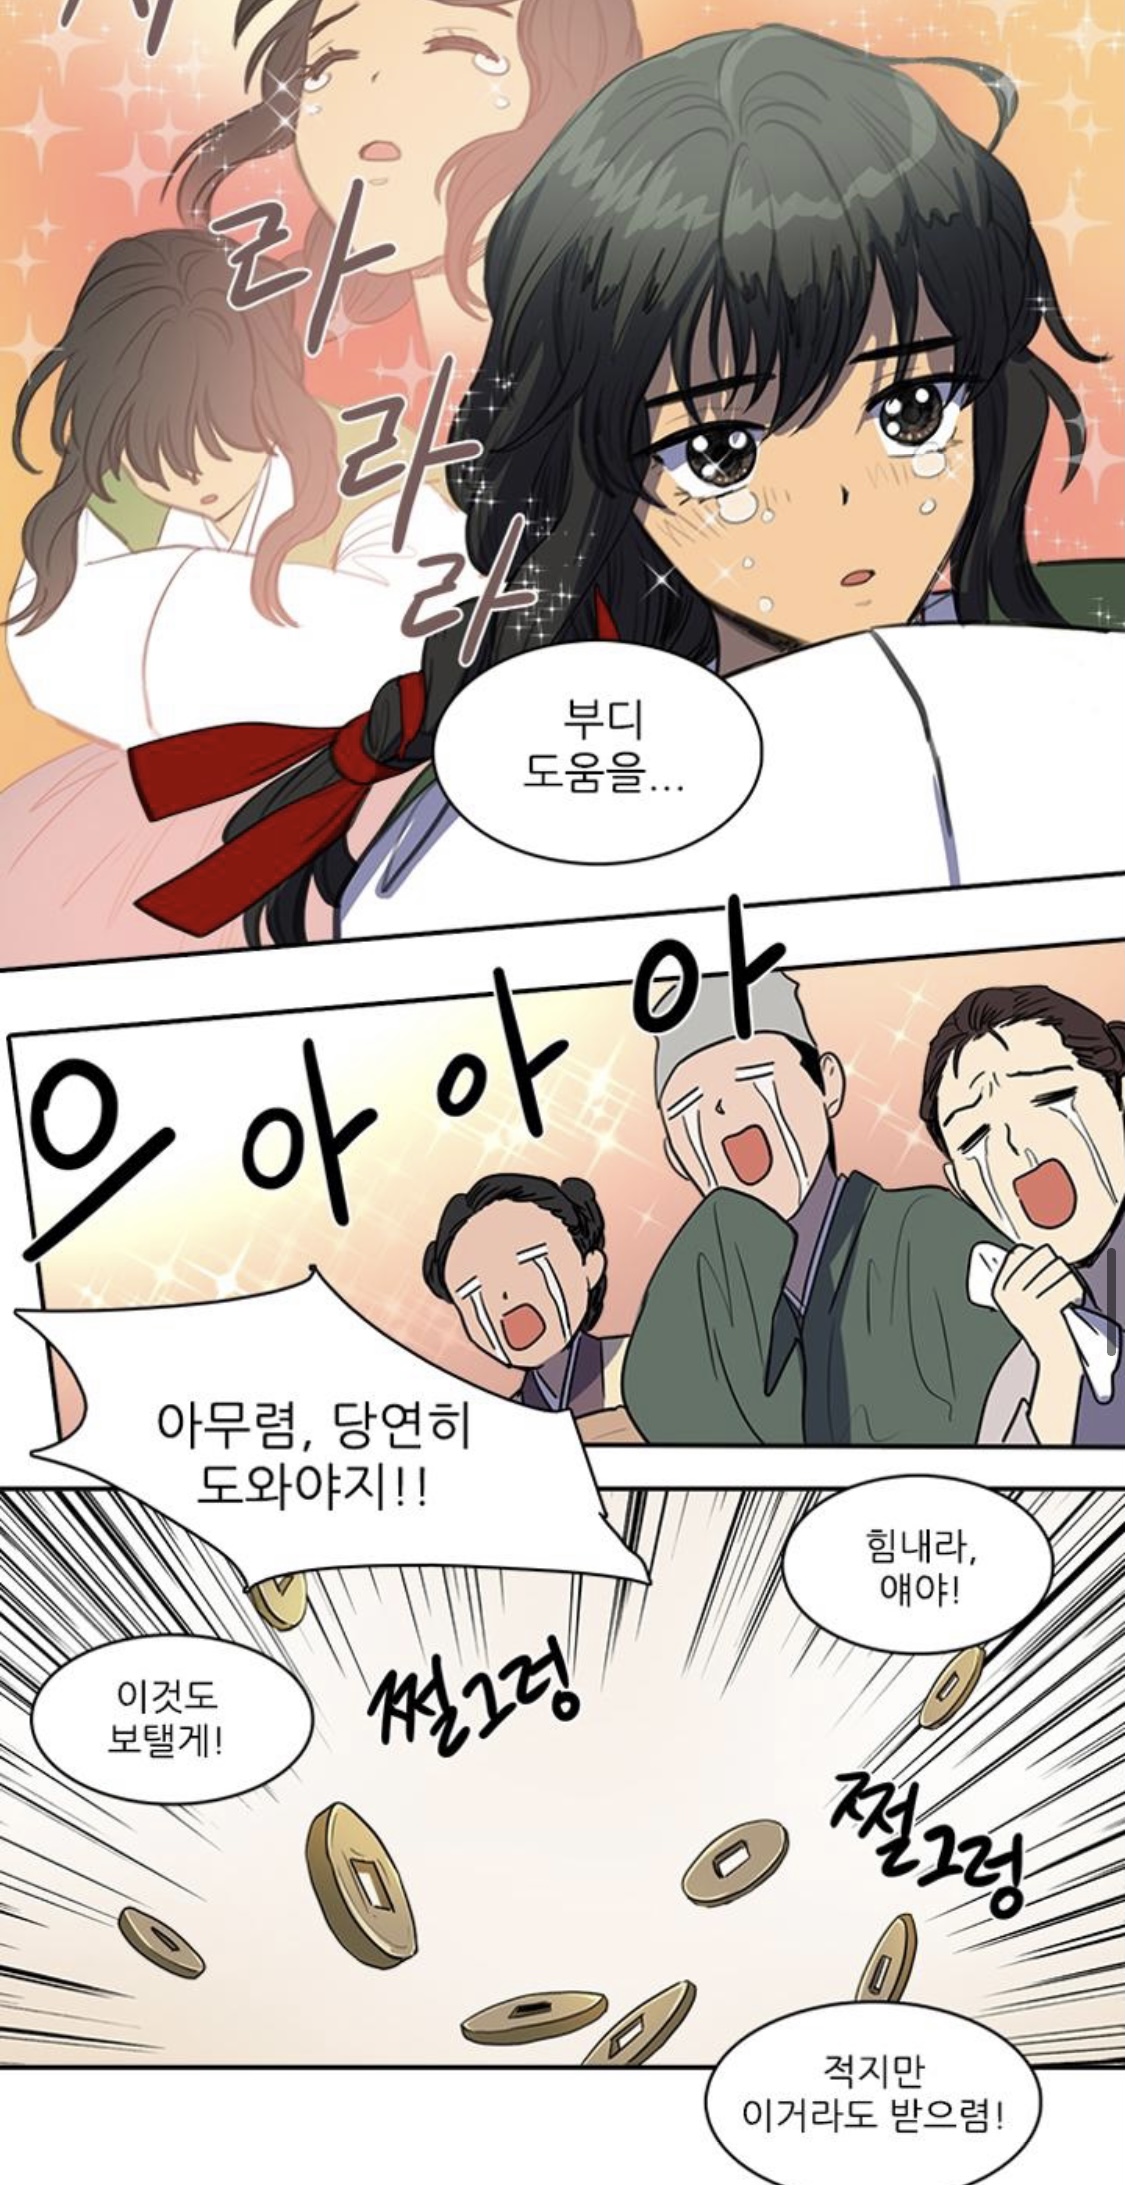 라
라
라
부디
도움을...
으아아아
아무렴, 당연히
도와야지!!
힘내라,
얘야!
이것도
보탤게!
쩔그렁
쩔그렁
적지만
이거라도 받으렴!